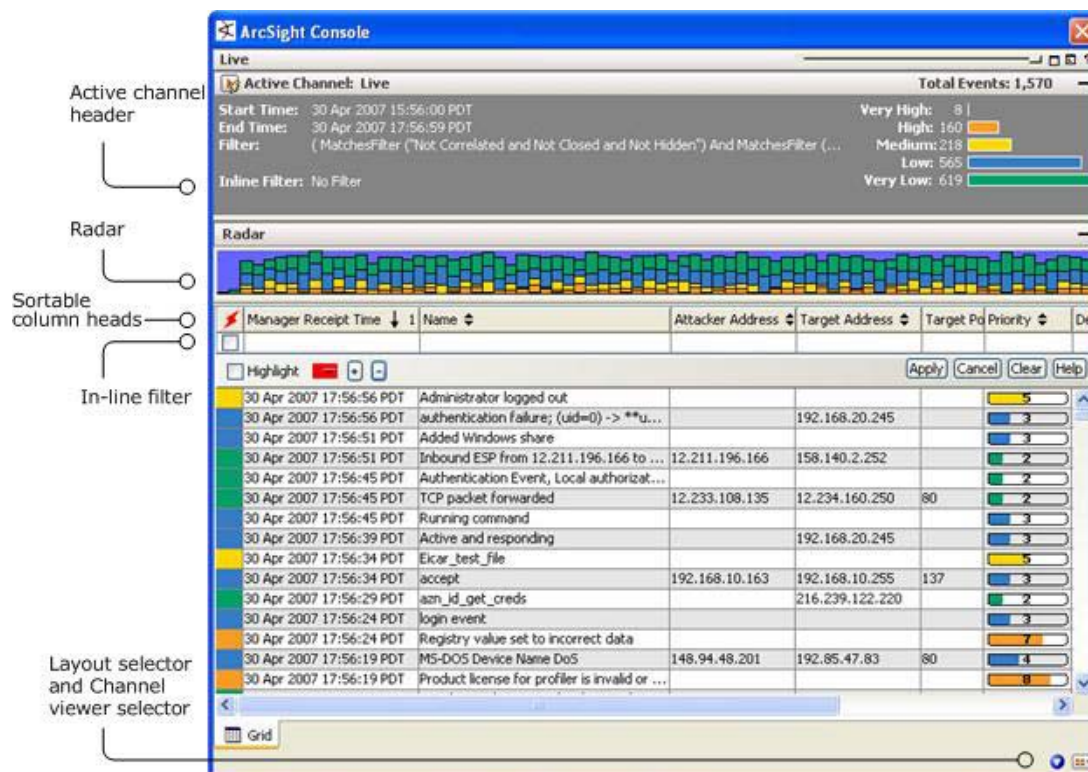 ArcSight Console
Live
Active Channel: Live Total Events: 1,570
Active channel header
Start Time: 30 Apr 2007 15:56:00 PDT
End Time: 30 Apr 2007 17:56:59 PDT
Filter: ( MatchesFilter ("Not Correlated and Not Closed and Not Hidden") And MatchesFilter (...
Inline Filter: No Filter
Very High: 8
High: 160
Medium: 218
Low: 565
Very Low: 619
Radar
Radar
Sortable column heads
Manager Receipt Time 1 Name Attacker Address Target Address Target Po Priority De
In-line filter
Highlight + - Apply Cancel Clear Help
30 Apr 2007 17:56:56 PDT Administrator logged out 5
30 Apr 2007 17:56:56 PDT authentication failure; (uid=0) -> **u... 192.168.20.245 3
30 Apr 2007 17:56:51 PDT Added Windows share 3
30 Apr 2007 17:56:51 PDT Inbound ESP from 12.211.196.166 to ... 12.211.196.166 158.140.2.252 2
30 Apr 2007 17:56:45 PDT Authentication Event, Local authorizat... 2
30 Apr 2007 17:56:45 PDT TCP packet forwarded 12.233.108.135 12.234.160.250 80 2
30 Apr 2007 17:56:45 PDT Running command 3
30 Apr 2007 17:56:39 PDT Active and responding 192.168.20.245 3
30 Apr 2007 17:56:34 PDT Eicar_test_file 5
30 Apr 2007 17:56:34 PDT accept 192.168.10.163 192.168.10.255 137 3
30 Apr 2007 17:56:29 PDT azn_id_get_creds 216.239.122.220 2
30 Apr 2007 17:56:24 PDT login event 3
30 Apr 2007 17:56:24 PDT Registry value set to incorrect data 7
30 Apr 2007 17:56:19 PDT MS-DOS Device Name DoS 148.94.48.201 192.85.47.83 80 4
30 Apr 2007 17:56:19 PDT Product license for profiler is invalid or ... 8
Layout selector and Channel viewer selector
Grid